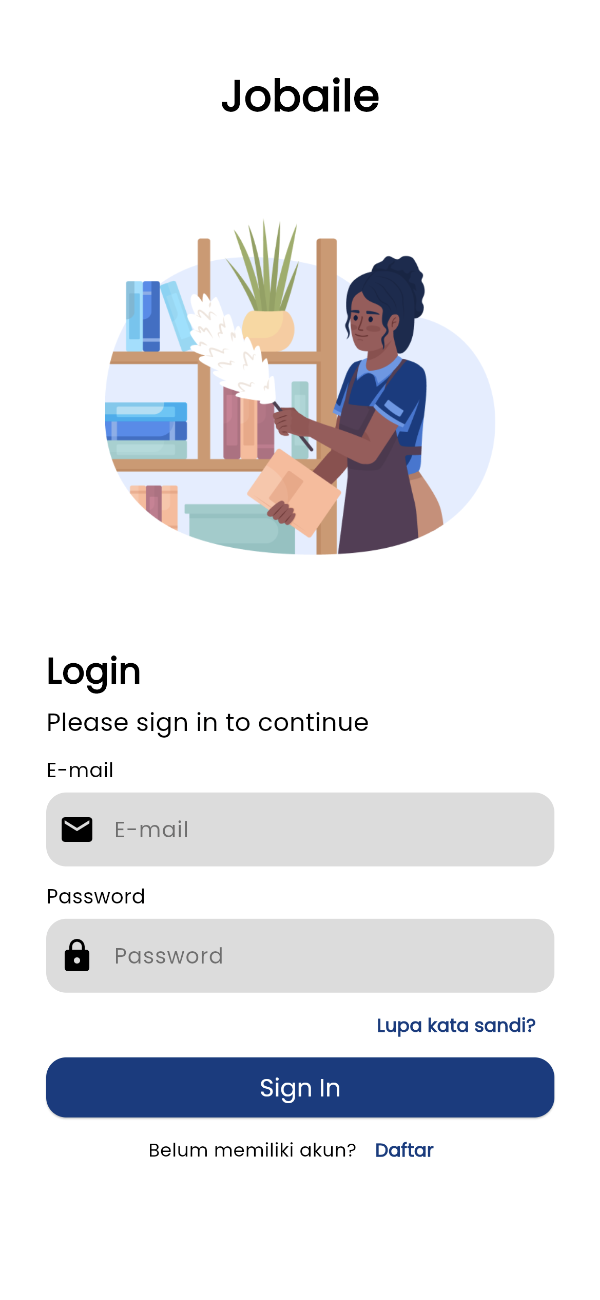 Jobaile
Login
Please sign in to continue
E-mail
E-mail
Password
Password
Lupa kata sandi?
Sign In
Belum memiliki akun? Daftar